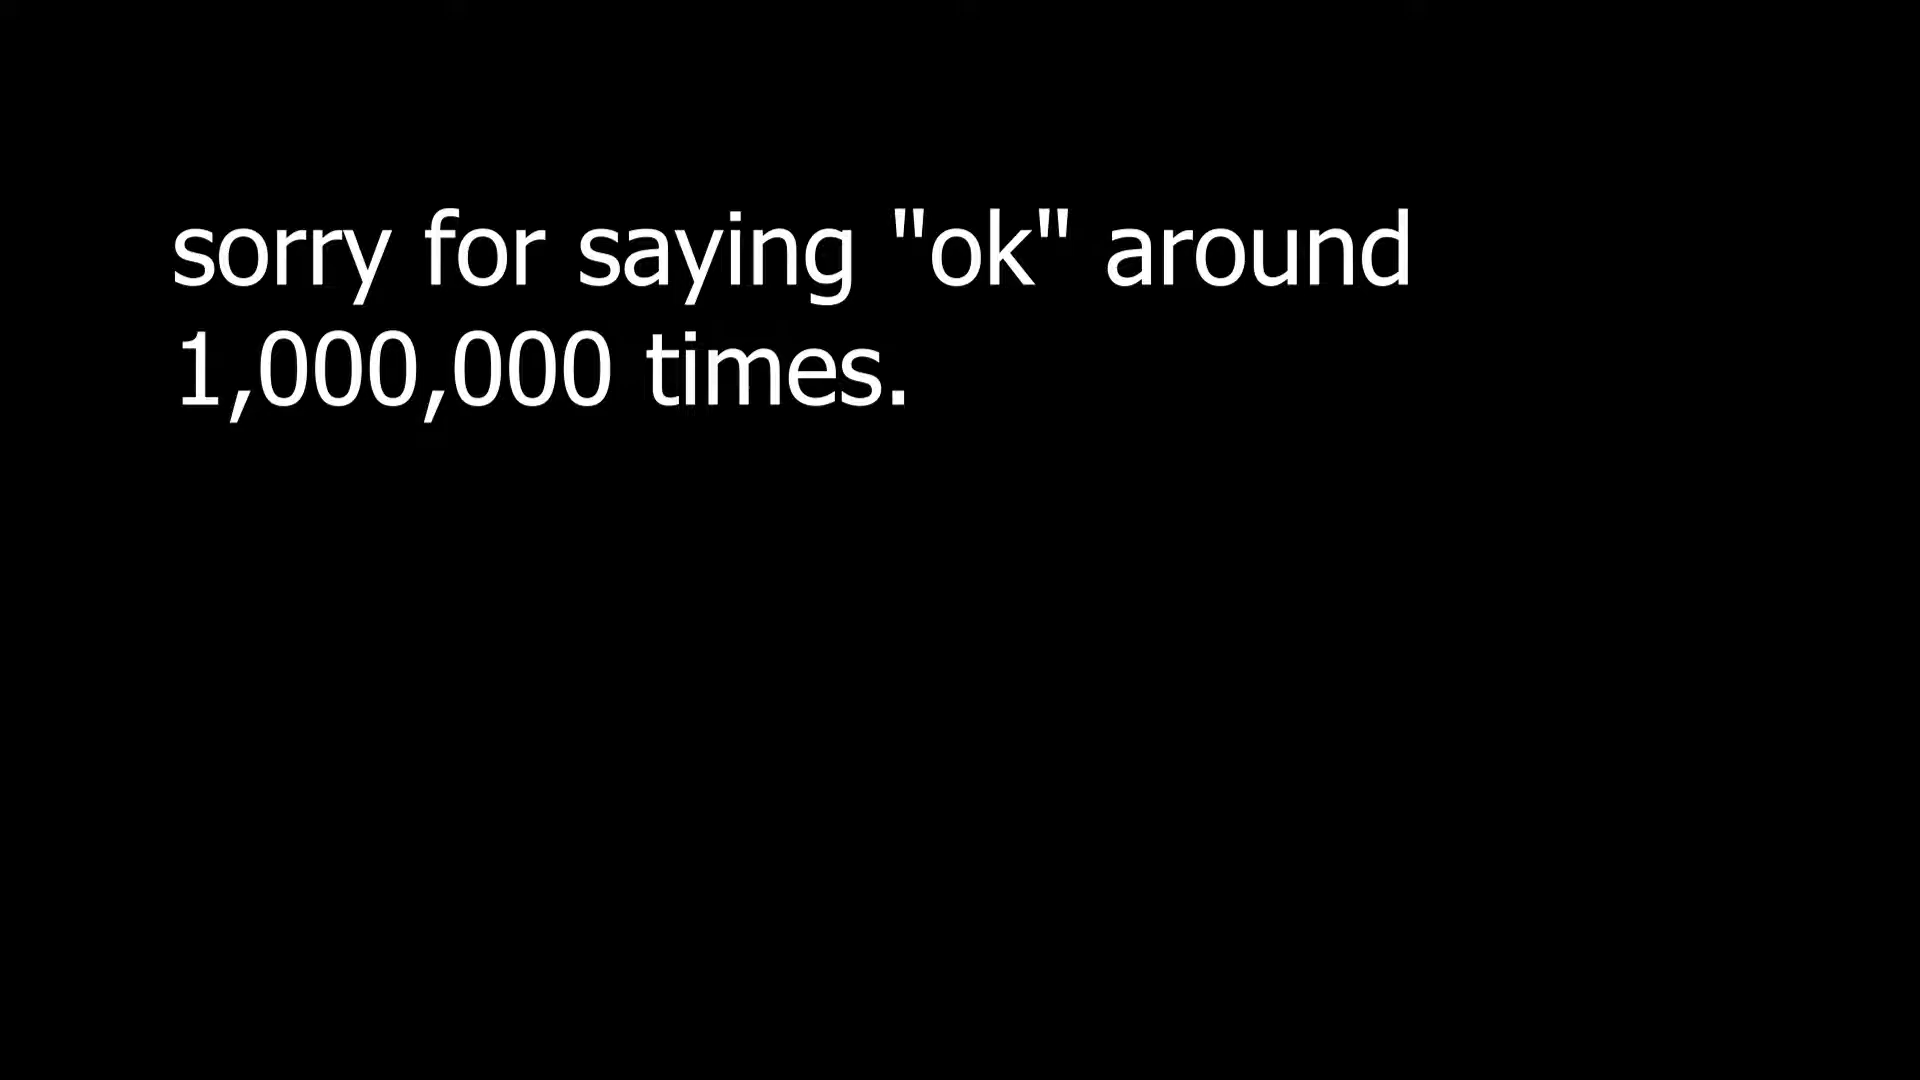 sorry for saying "ok" around
1,000,000 times.